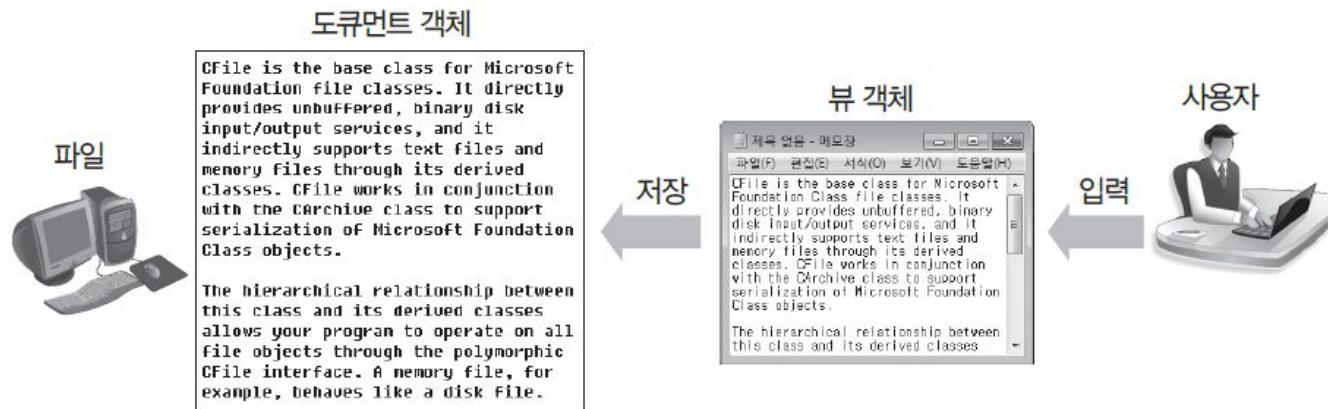 도큐먼트 객체
CFile is the base class for Microsoft
Foundation file classes. It directly
provides unbuffered, binary disk
input/output services, and it
indirectly supports text files and
memory files through its derived
classes. CFile works in conjunction
with the CArchive class to support
serialization of Microsoft Foundation
Class objects.
The hierarchical relationship between
this class and its derived classes
allows your program to operate on all
file objects through the polymorphic
CFile interface. A memory file, for
example, behaves like a disk file.
파일
저장
뷰 객체
제목 없음 - 메모장
파일(F) 편집(E) 서식(O) 보기(V) 도움말(H)
CFile is the base class for Microsoft
Foundation Class file classes. It
directly provides unbuffered, binary
disk input/output services, and it
indirectly supports text files and
memory files through its derived
classes. CFile works in conjunction
with the CArchive class to support
serialization of Microsoft Foundation
Class objects.
The hierarchical relationship between
this class and its derived classes
입력
사용자